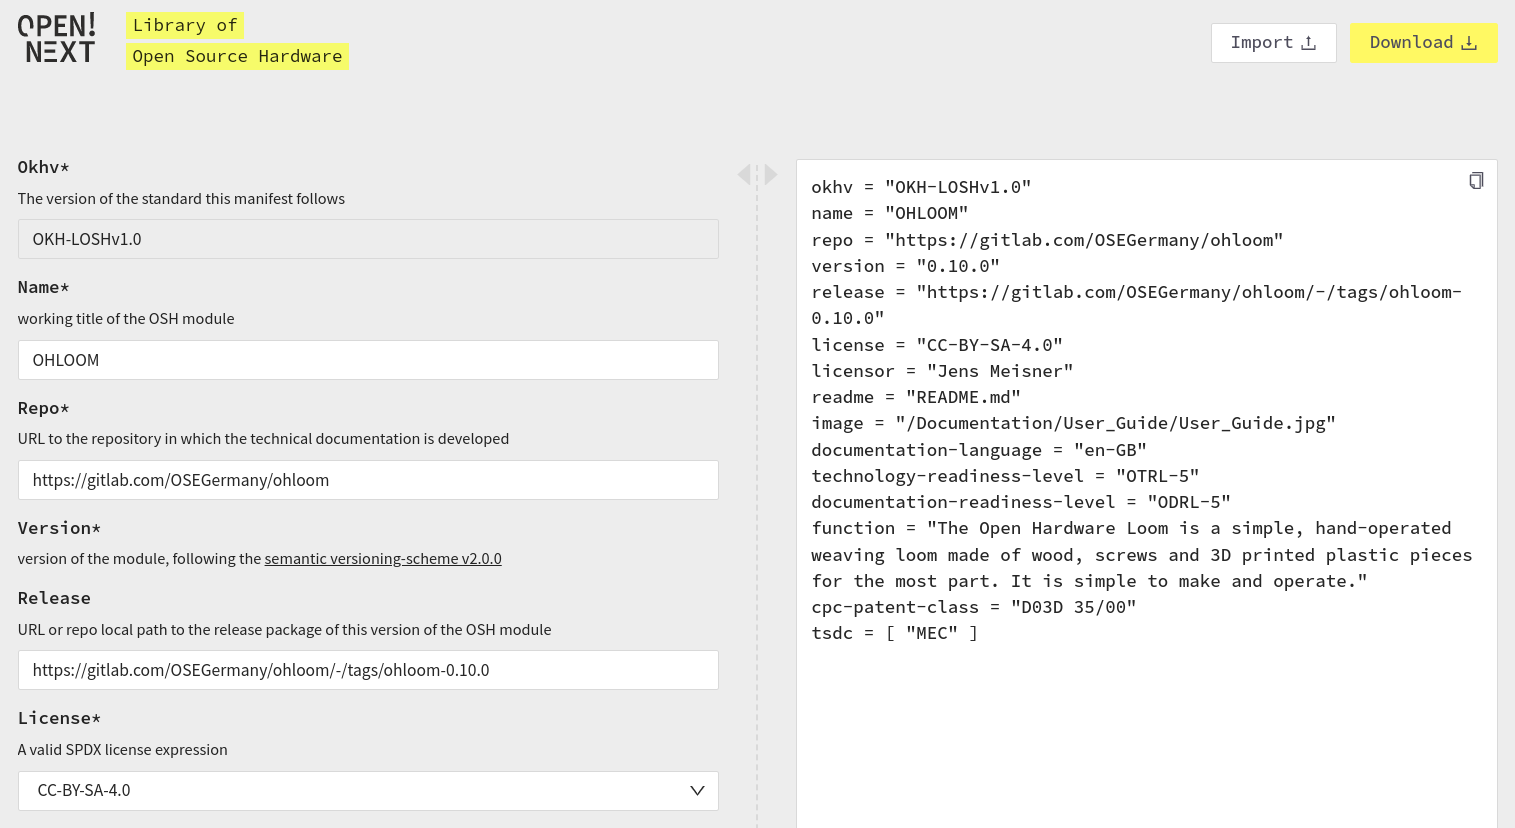 OPEN!
NEXT
Library of
Open Source Hardware
Import
Download
Okhv*
The version of the standard this manifest follows
OKH-LOSHv1.0
Name*
working title of the OSH module
OHLOOM
Repo*
URL to the repository in which the technical documentation is developed
https://gitlab.com/OSEGermany/ohloom
Version*
version of the module, following the semantic versioning-scheme v2.0.0
Release
URL or repo local path to the release package of this version of the OSH module
https://gitlab.com/OSEGermany/ohloom/-/tags/ohloom-0.10.0
License*
A valid SPDX license expression
CC-BY-SA-4.0
okhv = "OKH-LOSHv1.0"
name = "OHLOOM"
repo = "https://gitlab.com/OSEGermany/ohloom"
version = "0.10.0"
release = "https://gitlab.com/OSEGermany/ohloom/-/tags/ohloom-
0.10.0"
license = "CC-BY-SA-4.0"
licensor = "Jens Meisner"
readme = "README.md"
image = "/Documentation/User_Guide/User_Guide.jpg"
documentation-language = "en-GB"
technology-readiness-level = "OTRL-5"
documentation-readiness-level = "ODRL-5"
function = "The Open Hardware Loom is a simple, hand-operated
weaving loom made of wood, screws and 3D printed plastic pieces
for the most part. It is simple to make and operate."
cpc-patent-class = "D03D 35/00"
tsdc = [ "MEC" ]